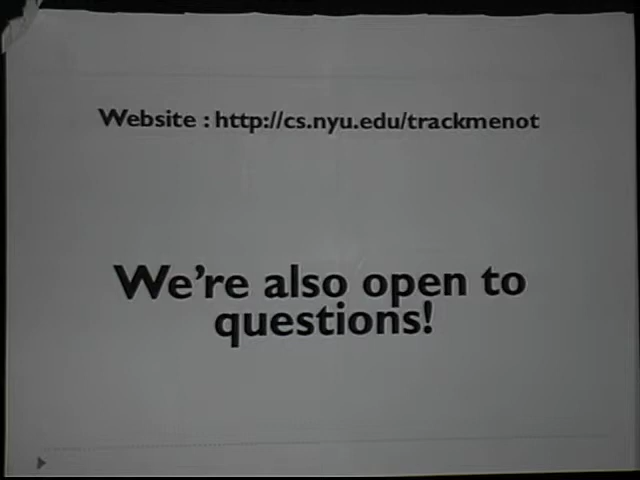 Website : http://cs.nyu.edu/trackmenot
We're also open to
questions!